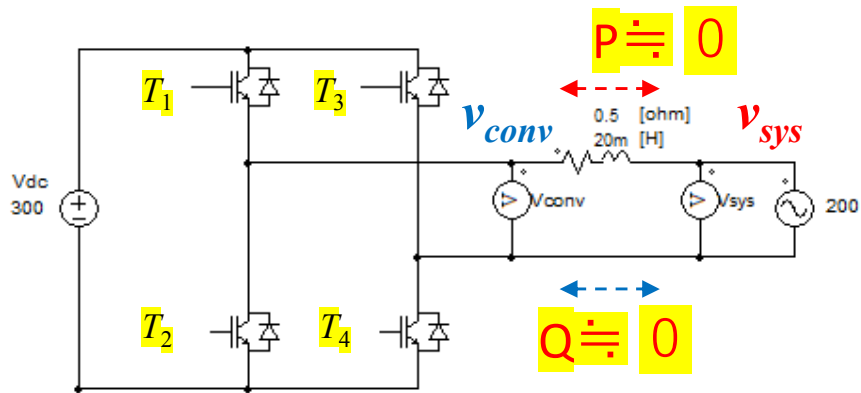 P≒ 0
T1
T3
vconv
0.5 [ohm]
20m [H]
vsys
Vdc
300
Vconv
Vsys
200
T2
T4
Q≒ 0